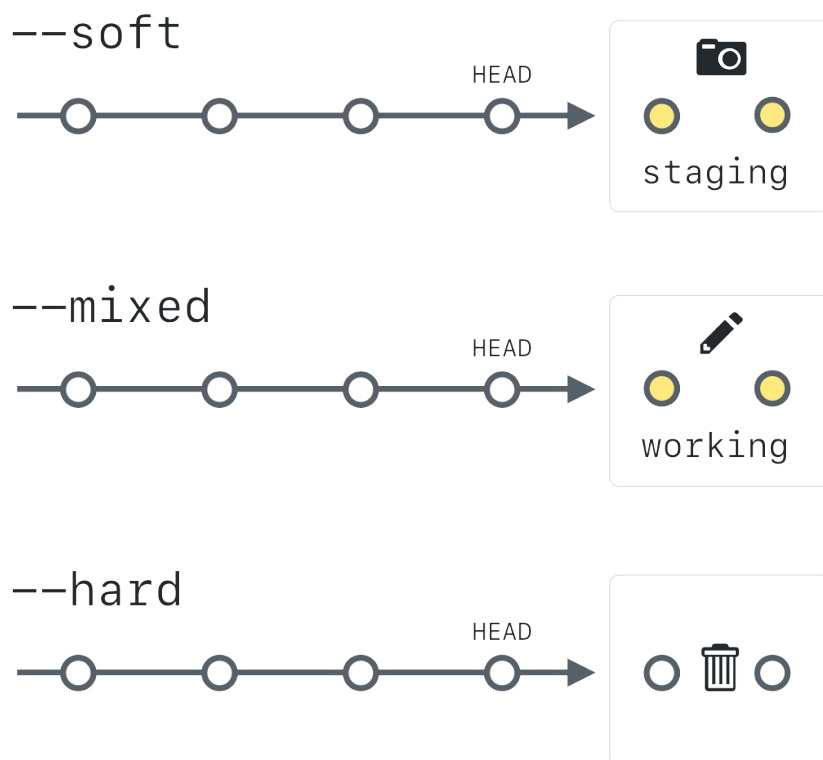 --soft
HEAD
staging
--mixed
HEAD
working
--hard
HEAD